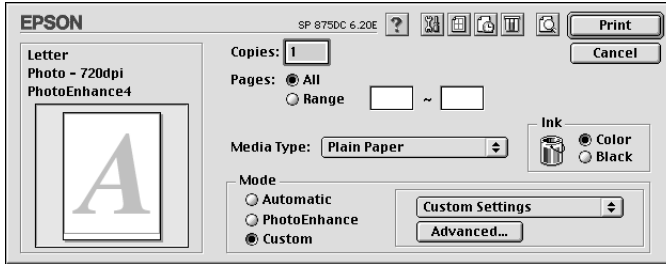 EPSON
SP 875DC 6.20E
?
Print
Cancel
Letter
Photo - 720dpi
PhotoEnhance4
A
Copies: 1
Pages: All
Range ~
Media Type: Plain Paper
Ink
Color
Black
Mode
Automatic
PhotoEnhance
Custom
Custom Settings
Advanced...